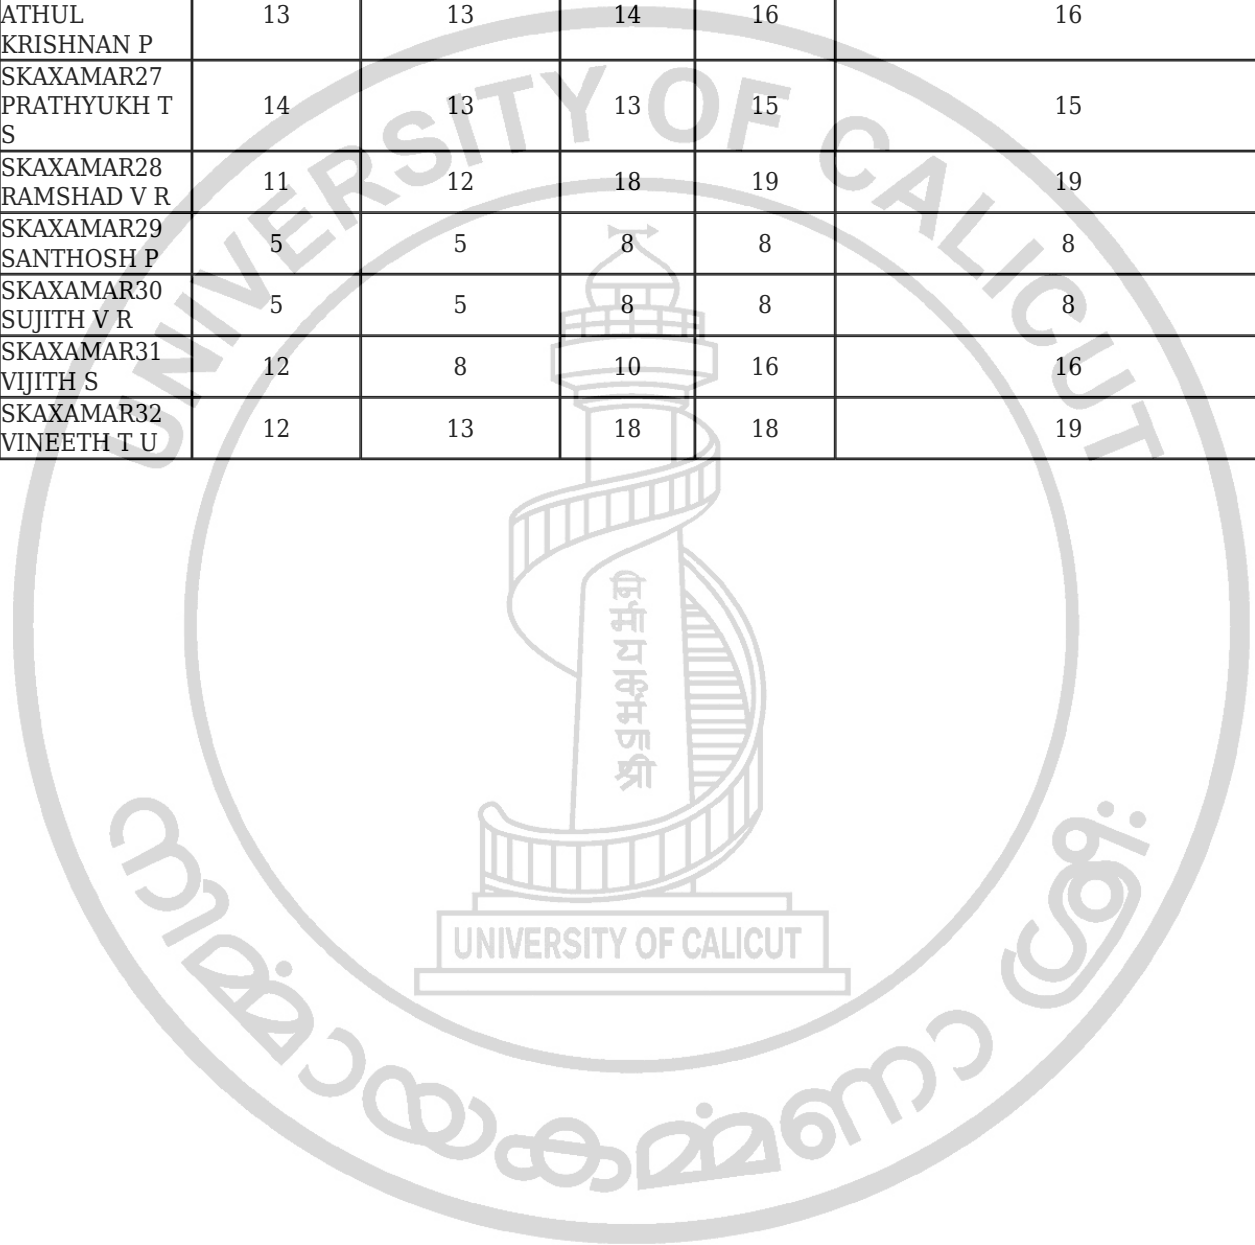 ATHUL
KRISHNAN P 13 13 14 16 16
SKAXAMAR27
PRATHYUKH T
S 14 13 13 15 15
SKAXAMAR28
RAMSHAD V R 11 12 18 19 19
SKAXAMAR29
SANTHOSH P 5 5 8 8 8
SKAXAMAR30
SUJITH V R 5 5 8 8 8
SKAXAMAR31
VIJITH S 12 8 10 16 16
SKAXAMAR32
VINEETH T U 12 13 18 18 19
UNIVERSITY OF CALICUT
UNIVERSITY OF CALICUT